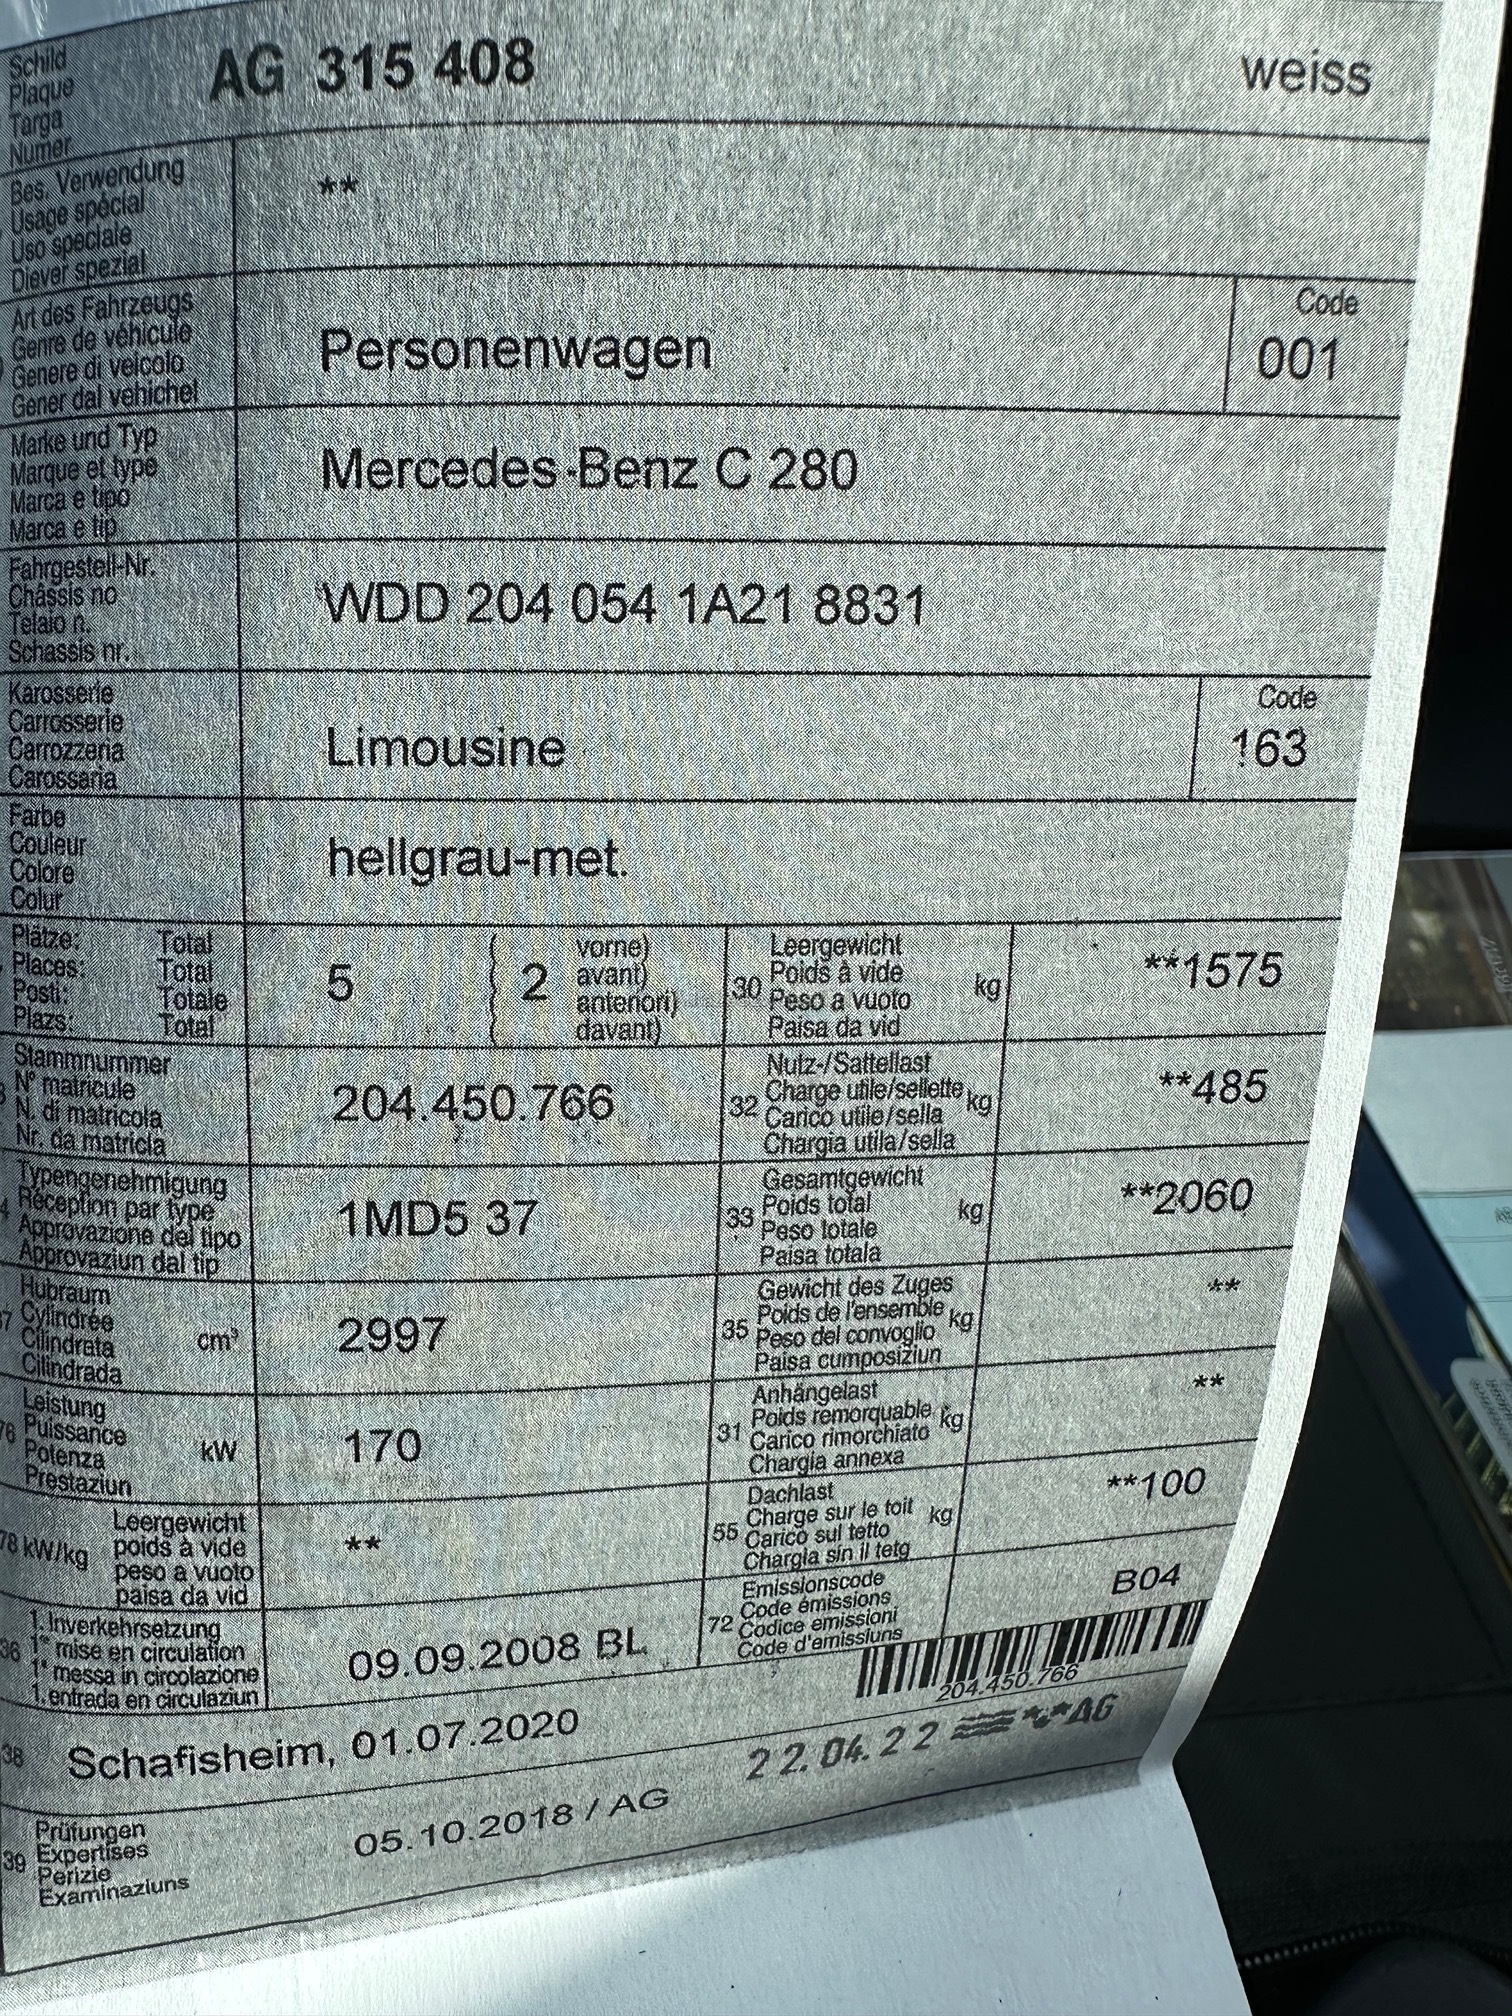 Schild
Plaque
Targa
Numer
AG 315 408
weiss
Bes. Verwendung
Usage spécial
Uso speciale
Diever spezial
**
Art des Fahrzeugs
Genre de véhicule
Genere di veicolo
Gener dal vehichel
Personenwagen
Code
001
Marke und Typ
Marque et type
Marca e tipo
Marca e tip
Mercedes-Benz C 280
Fahrgestell-Nr.
Châssis no
Telaio n.
Schassis nr.
WDD 204 054 1A21 8831
Karosserie
Carrosserie
Carrozzeria
Carossaria
Limousine
Code
163
Farbe
Couleur
Colore
Colur
hellgrau-met.
Plätze: Total
Places: Total
Posti: Totale
Plazs: Total
5
2
vorne)
avant)
anteriori)
davant)
30
Leergewicht
Poids à vide
Peso a vuoto
Paisa da vid
kg
**1575
Stammnummer
N° matricule
N. di matricola
Nr. da matricla
204.450.766
32
Nutz-/Sattellast
Charge utile/sellette
Carico utile/sella
Chargia utila/sella
kg
**485
Typengenehmigung
Réception par type
Approvazione del tipo
Approvaziun dal tip
1MD5 37
33
Gesamtgewicht
Poids total
Peso totale
Paisa totala
kg
**2060
Hubraum
Cylindrée
Cilindrata
Cilindrada
cm³
2997
35
Gewicht des Zuges
Poids de l'ensemble
Peso del convoglio
Paisa cumposiziun
kg
**
76
Leistung
Puissance
Potenza
Prestaziun
kW
170
31
Anhängelast
Poids remorquable
Carico rimorchiato
Chargia annexa
kg
**
78 kW/kg
Leergewicht
poids à vide
peso a vuoto
paisa da vid
**
55
Dachlast
Charge sur le toit
Carico sul tetto
Chargia sin il tetg
kg
**100
36
1. Inverkehrsetzung
1re mise en circulation
1a messa in circolazione
1. entrada en circulaziun
09.09.2008 BL
72
Emissionscode
Code émissions
Codice emissioni
Code d'emissiuns
B04
204.450.766
38
Schafisheim, 01.07.2020
22.04.22 AG
39
Prüfungen
Expertises
Perizie
Examinaziuns
05.10.2018 / AG